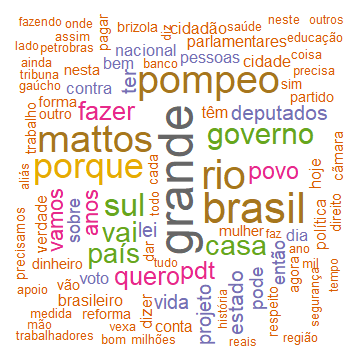 fazendo onde brizola diz cidadão saúde neste outros
assim pagar parlamentares educação
petrobras nacional pessoas coisa
lado bem banco cidade precisa
ainda nesta ter pompeo sim
tribuna contra partido
gaúcho forma fazer têm deputados
outro
trabalho mattos governo
cada hoje câmara
porque grande rio povo
aliás todo
anos sul brasil política direito
vamos sobre vai lei mulher faz dia
verdade dar casa então ano
precisamos país tudo agora mil tempo
dinheiro quero pdt pode segurança
apoio vão voto vida estado respeito
brasileiro projeto história
medida reforma dizer conta região
mão vexa reais
trabalhadores bom milhões